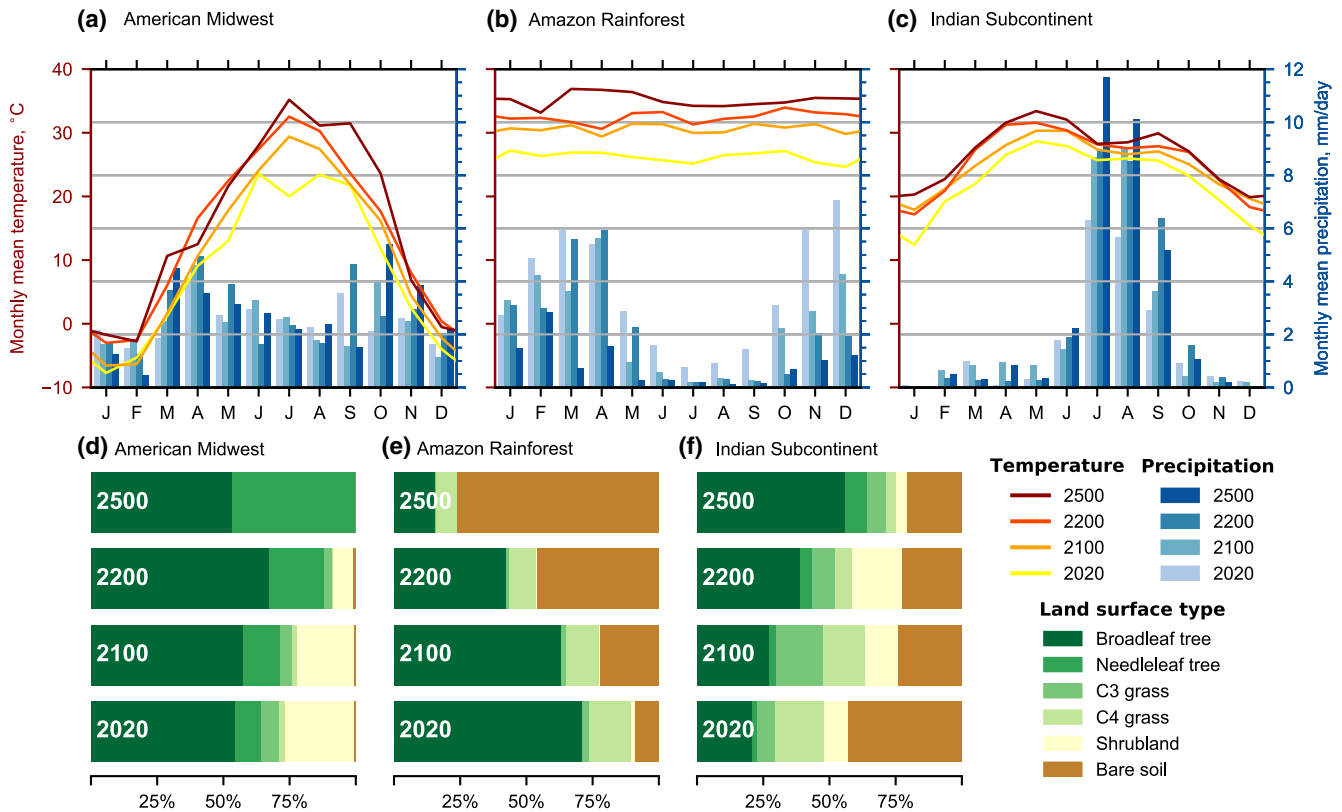 (a) American Midwest
(b) Amazon Rainforest
(c) Indian Subcontinent
Monthly mean temperature, °C
40
30
20
10
0
−10
J F M A M J J A S O N D
J F M A M J J A S O N D
J F M A M J J A S O N D
12
10
8
6
4
2
0
Monthly mean precipitation, mm/day
(d) American Midwest
2500
2200
2100
2020
25% 50% 75%
(e) Amazon Rainforest
2500
2200
2100
2020
25% 50% 75%
(f) Indian Subcontinent
2500
2200
2100
2020
25% 50% 75%
Temperature Precipitation
2500 2500
2200 2200
2100 2100
2020 2020
Land surface type
Broadleaf tree
Needleleaf tree
C3 grass
C4 grass
Shrubland
Bare soil